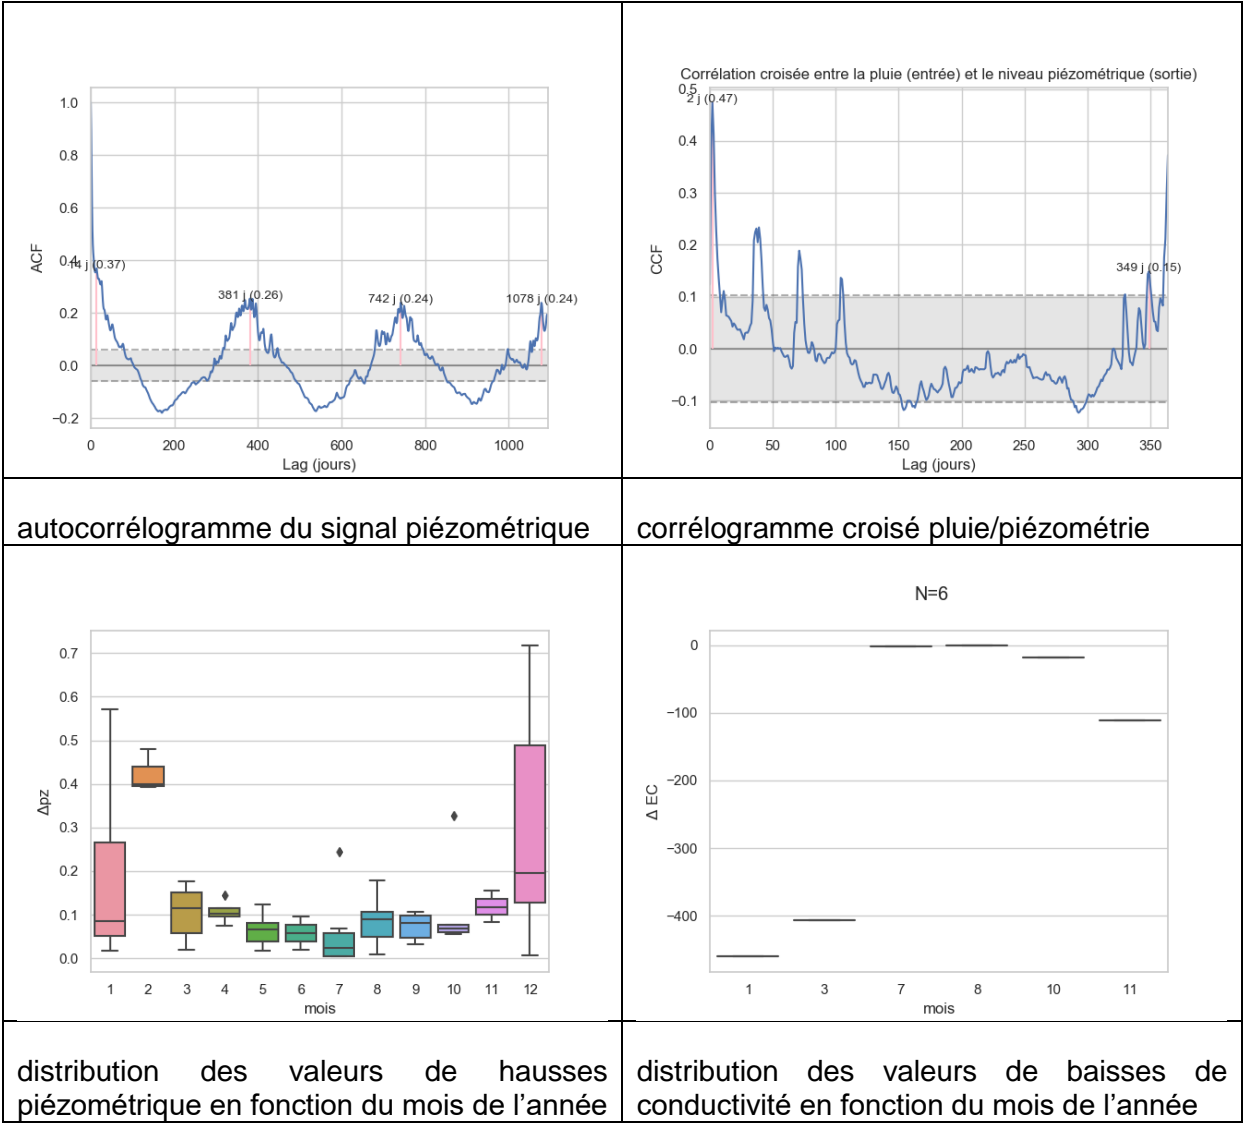 1.0
0.8
0.6
0.4
0.2
0.0
−0.2
ACF
14 j (0.37)
381 j (0.26)
742 j (0.24)
1078 j (0.24)
0 200 400 600 800 1000
Lag (jours)
Corrélation croisée entre la pluie (entrée) et le niveau piézométrique (sortie)
0.5
0.4
0.3
0.2
0.1
0.0
−0.1
CCF
2 j (0.47)
349 j (0.15)
0 50 100 150 200 250 300 350
Lag (jours)
autocorrélogramme du signal piézométrique
corrélogramme croisé pluie/piézométrie
0.7
0.6
0.5
0.4
0.3
0.2
0.1
0.0
Δpz
1 2 3 4 5 6 7 8 9 10 11 12
mois
N=6
0
−100
−200
−300
−400
Δ EC
1 3 7 8 10 11
mois
distribution des valeurs de hausses
piézométrique en fonction du mois de l’année
distribution des valeurs de baisses de
conductivité en fonction du mois de l’année